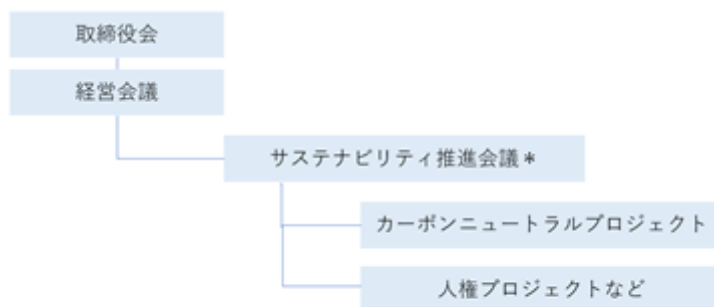 取締役会
経営会議
サステナビリティ推進会議＊
カーボンニュートラルプロジェクト
人権プロジェクトなど